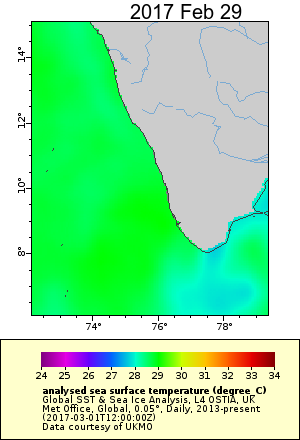 2017 Feb 29
14°
12°
10°
8°
74°
76°
78°
24 25 26 27 28 29 30 31 32 33 34
analysed sea surface temperature (degree_C)
Global SST & Sea Ice Analysis, L4 OSTIA, UK
Met Office, Global, 0.05°, Daily, 2013-present
(2017-03-01T12:00:00Z)
Data courtesy of UKMO